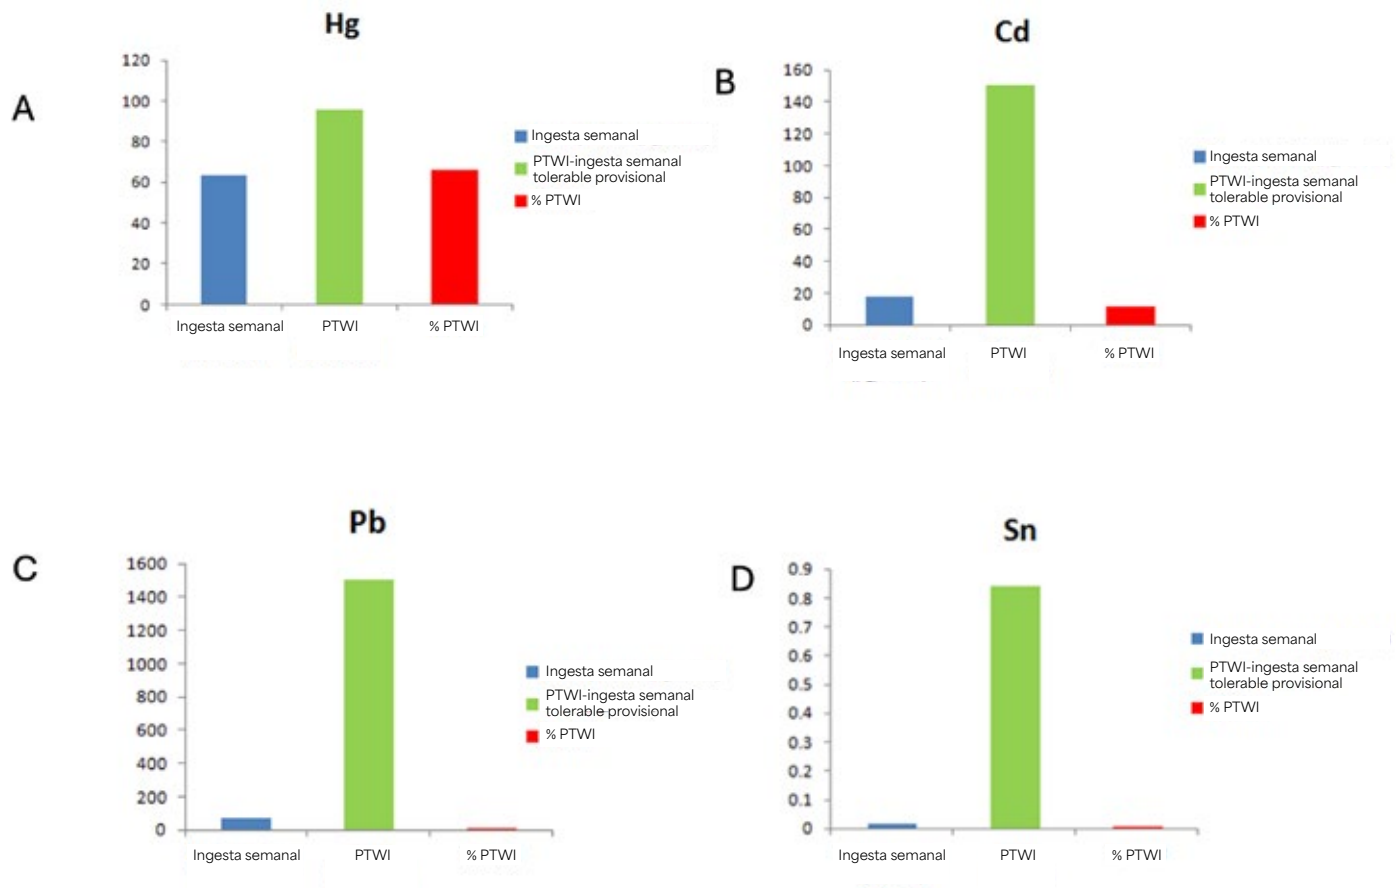 A
Hg
120
100
80
60
40
20
0
Ingesta semanal
PTWI
% PTWI
Ingesta semanal
PTWI-ingesta semanal
tolerable provisional
% PTWI
B
Cd
160
140
120
100
80
60
40
20
0
Ingesta semanal
PTWI
% PTWI
Ingesta semanal
PTWI-ingesta semanal
tolerable provisional
% PTWI
C
Pb
1600
1400
1200
1000
800
600
400
200
0
Ingesta semanal
PTWI
% PTWI
Ingesta semanal
PTWI-ingesta semanal
tolerable provisional
% PTWI
D
Sn
0.9
0.8
0.7
0.6
0.5
0.4
0.3
0.2
0.1
0
Ingesta semanal
PTWI
% PTWI
Ingesta semanal
PTWI-ingesta semanal
tolerable provisional
% PTWI